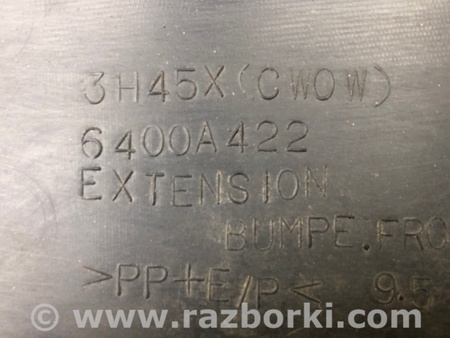 3H45X(CWOW)
6400A422
EXTENSION
BUMPE.FRO
>PP+E/P< 9.5
© www.razborki.com